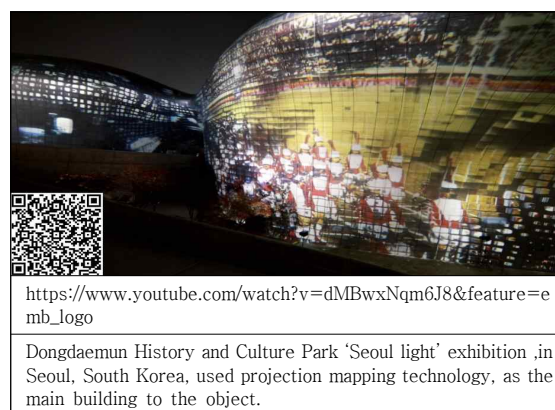 https://www.youtube.com/watch?v=dMBwxNqm6J8&feature=e
mb_logo
Dongdaemun History and Culture Park ‘Seoul light’ exhibition ,in
Seoul, South Korea, used projection mapping technology, as the
main building to the object.